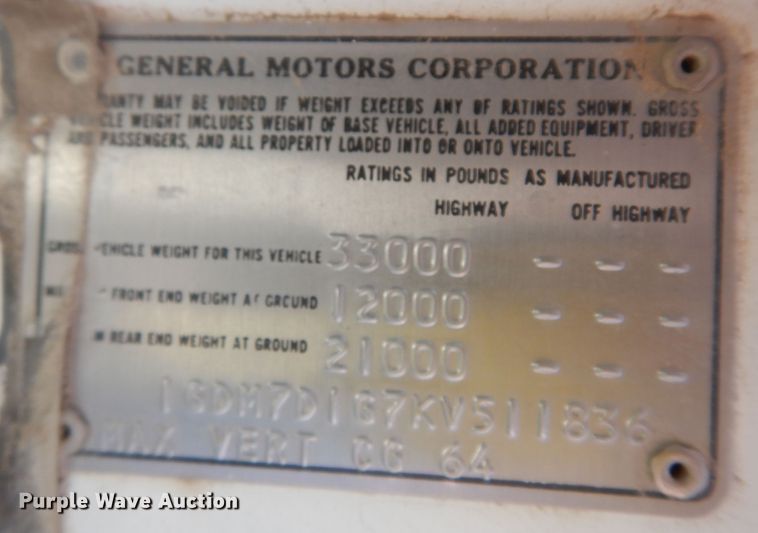 GENERAL MOTORS CORPORATION
MAY BE VOIDED IF WEIGHT EXCEEDS ANY OF RATINGS SHOWN. GROSS
WEIGHT INCLUDES WEIGHT OF BASE VEHICLE, ALL ADDED EQUIPMENT, DRIVER
PASSENGERS, AND ALL PROPERTY LOADED INTO OR ONTO VEHICLE.
RATINGS IN POUNDS AS MANUFACTURED
HIGHWAY OFF HIGHWAY
VEHICLE WEIGHT FOR THIS VEHICLE 33000 - - -
FRONT END WEIGHT AT GROUND 12000 - - -
REAR END WEIGHT AT GROUND 21000 - - -
1GDM7D1G7KV511836
MAX VERT CG 64
Purple Wave Auction